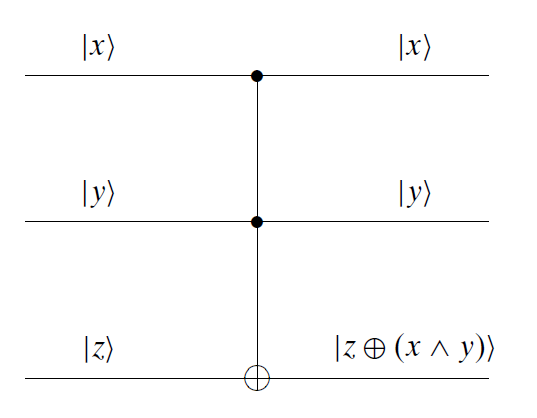 |x⟩ |x⟩
|y⟩ |y⟩
|z⟩ |z ⊕ (x ∧ y)⟩